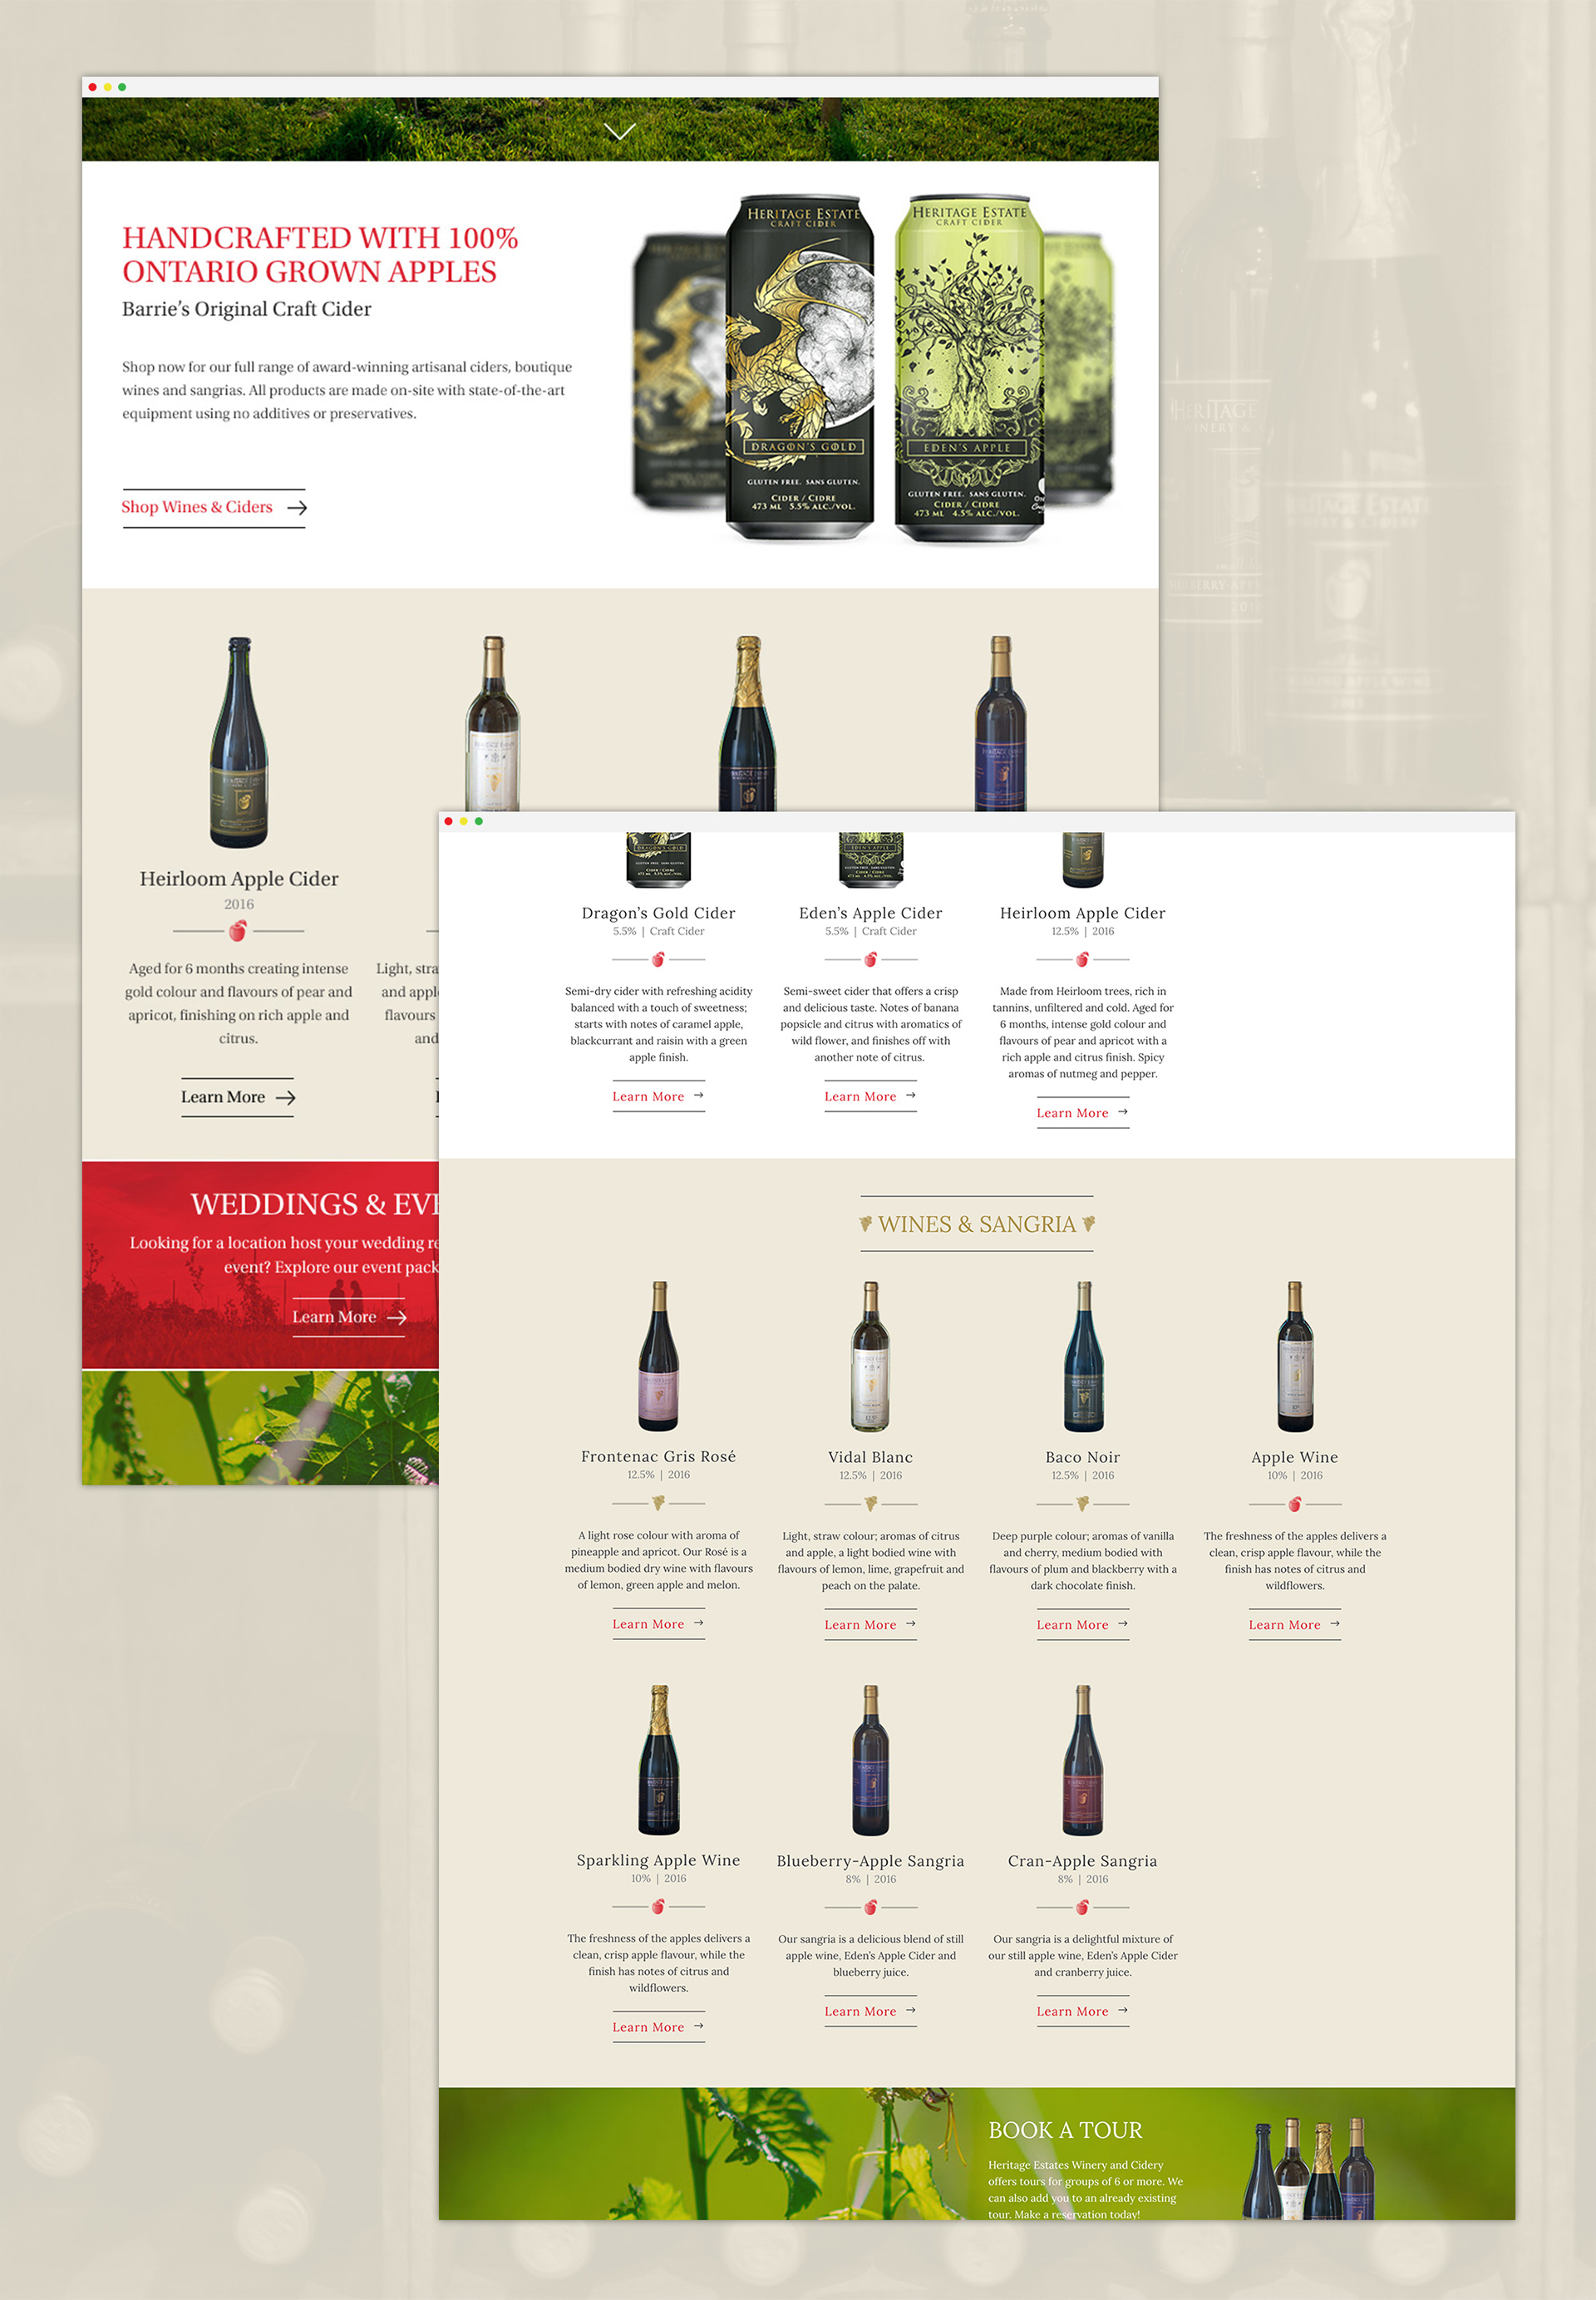 HANDCRAFTED WITH 100%
ONTARIO GROWN APPLES
Barrie's Original Craft Cider
Shop now for our full range of award-winning artisanal ciders, boutique
wines and sangrias. All products are made on-site with state-of-the-art
equipment using no additives or preservatives.
Shop Wines & Ciders
HERITAGE ESTATE
CRAFT CIDER
DRAGON'S GOLD
GLUTEN FREE. SANS GLUTEN.
CIDER / CIDRE
473 ML 5.5% ALC./VOL.
HERITAGE ESTATE
CRAFT CIDER
EDEN'S APPLE
GLUTEN FREE. SANS GLUTEN.
CIDER / CIDRE
473 ML 4.5% ALC./VOL.
HERITAGE
WINERY &
Heirloom Apple Cider
2016
Aged for 6 months creating intense
gold colour and flavours of pear and
apricot, finishing on rich apple and
citrus.
Learn More
Light, stra
and appl
flavours
and
WEDDINGS & EVE
Looking for a location host your wedding re
event? Explore our event pack
Learn More
DRAGON'S GOLD
GLUTEN FREE. SANS GLUTEN.
CIDER / CIDRE
473 ML 5.5% ALC./VOL.
Dragon's Gold Cider
5.5% | Craft Cider
Semi-dry cider with refreshing acidity
balanced with a touch of sweetness;
starts with notes of caramel apple,
blackcurrant and raisin with a green
apple finish.
Learn More
EDEN'S APPLE
Eden's Apple Cider
5.5% | Craft Cider
Semi-sweet cider that offers a crisp
and delicious taste. Notes of banana
popsicle and citrus with aromatics of
wild flower, and finishes off with
another note of citrus.
Learn More
Heirloom Apple Cider
12.5% | 2016
Made from Heirloom trees, rich in
tannins, unfiltered and cold. Aged for
6 months, intense gold colour and
flavours of pear and apricot with a
rich apple and citrus finish. Spicy
aromas of nutmeg and pepper.
Learn More
WINES & SANGRIA
Frontenac Gris Rosé
12.5% | 2016
A light rose colour with aroma of
pineapple and apricot. Our Rosé is a
medium bodied dry wine with flavours
of lemon, green apple and melon.
Learn More
Vidal Blanc
12.5% | 2016
Light, straw colour; aromas of citrus
and apple, a light bodied wine with
flavours of lemon, lime, grapefruit and
peach on the palate.
Learn More
Baco Noir
12.5% | 2016
Deep purple colour; aromas of vanilla
and cherry, medium bodied with
flavours of plum and blackberry with a
dark chocolate finish.
Learn More
Apple Wine
10% | 2016
The freshness of the apples delivers a
clean, crisp apple flavour, while the
finish has notes of citrus and
wildflowers.
Learn More
Sparkling Apple Wine
10% | 2016
The freshness of the apples delivers a
clean, crisp apple flavour, while the
finish has notes of citrus and
wildflowers.
Learn More
Blueberry-Apple Sangria
8% | 2016
Our sangria is a delicious blend of still
apple wine, Eden's Apple Cider and
blueberry juice.
Learn More
Cran-Apple Sangria
8% | 2016
Our sangria is a delightful mixture of
our still apple wine, Eden's Apple Cider
and cranberry juice.
Learn More
BOOK A TOUR
Heritage Estates Winery and Cidery
offers tours for groups of 6 or more. We
can also add you to an already existing
tour. Make a reservation today!